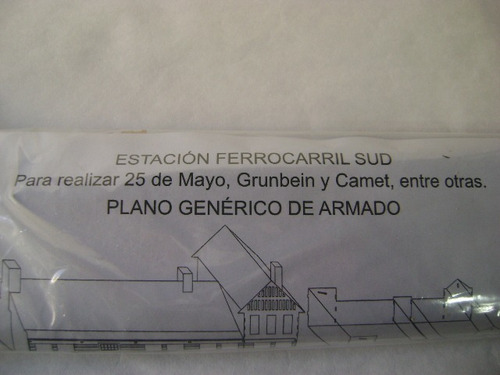 ESTACIÓN FERROCARRIL SUD
Para realizar 25 de Mayo, Grunbein y Camet, entre otras.
PLANO GENÉRICO DE ARMADO